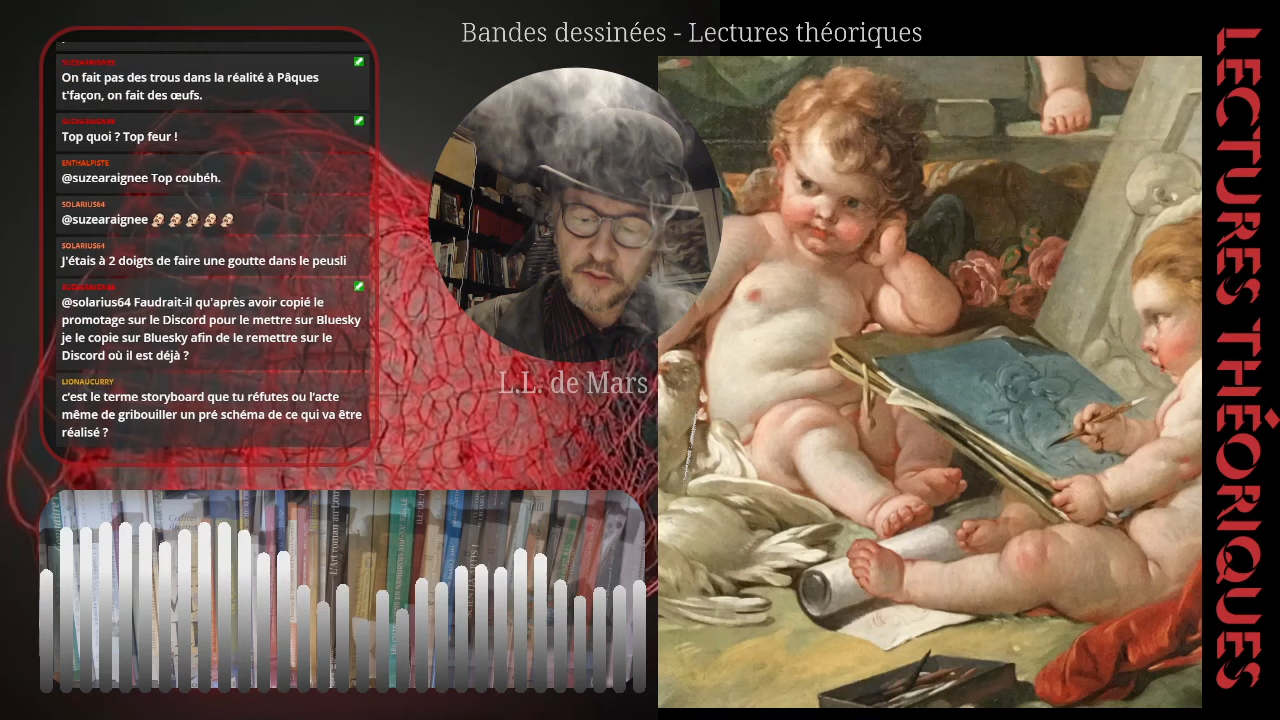 Bandes dessinées - Lectures théoriques
SUZEARAIGNEE
On fait pas des trous dans la réalité à Pâques
t'façon, on fait des œufs.
SUZEARAIGNEE
Top quoi ? Top feur !
ENTHALPISTE
@suzearaignee Top coubéh.
SOLARIUS64
@suzearaignee
SOLARIUS64
J'étais à 2 doigts de faire une goutte dans le peusli
SUZEARAIGNEE
@solarius64 Faudrait-il qu'après avoir copié le
promotage sur le Discord pour le mettre sur Bluesky
je le copie sur Bluesky afin de le remettre sur le
Discord où il est déjà ?
LIONAUCURRY
c'est le terme storyboard que tu réfutes ou l'acte
même de gribouiller un pré schéma de ce qui va être
réalisé ?
L.L. de Mars
L'Art roman
LECTURES THÉORIQUES